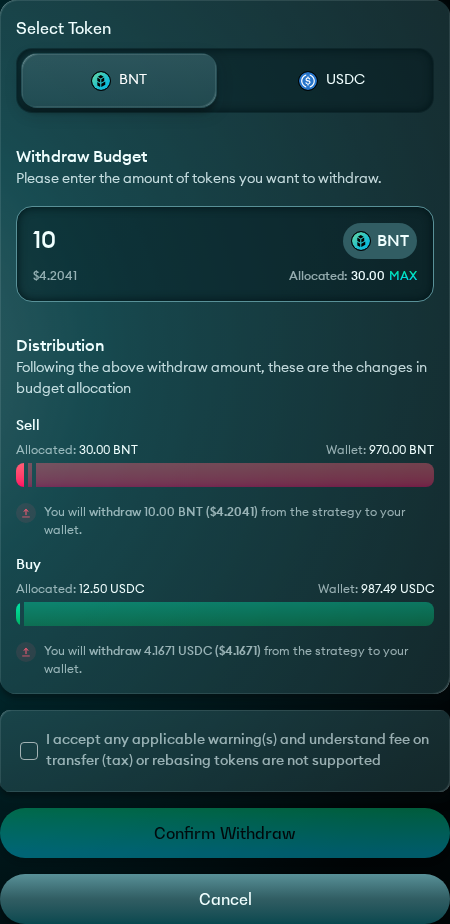 Select Token
BNT
USDC
Withdraw Budget
Please enter the amount of tokens you want to withdraw.
10
BNT
$4.2041
Allocated: 30.00 MAX
Distribution
Following the above withdraw amount, these are the changes in
budget allocation
Sell
Allocated: 30.00 BNT
Wallet: 970.00 BNT
You will withdraw 10.00 BNT ($4.2041) from the strategy to your
wallet.
Buy
Allocated: 12.50 USDC
Wallet: 987.49 USDC
You will withdraw 4.1671 USDC ($4.1671) from the strategy to your
wallet.
I accept any applicable warning(s) and understand fee on
transfer (tax) or rebasing tokens are not supported
Confirm Withdraw
Cancel